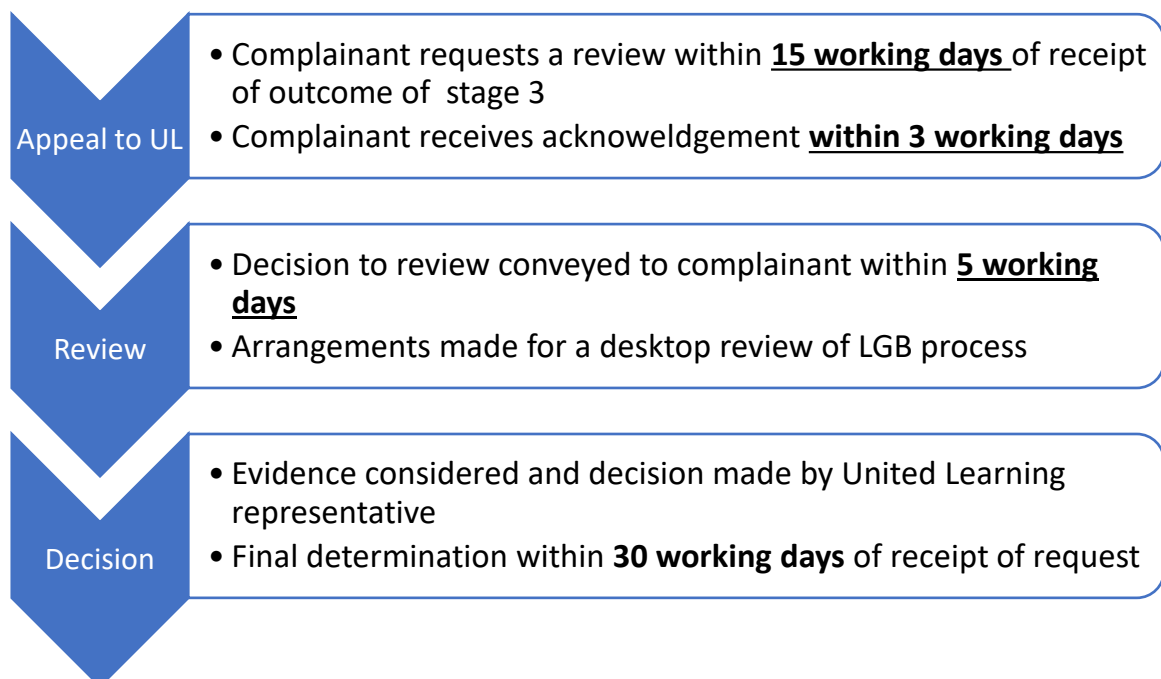 Appeal to UL
• Complainant requests a review within 15 working days of receipt
of outcome of stage 3
• Complainant receives acknoweldgement within 3 working days
Review
• Decision to review conveyed to complainant within 5 working
days
• Arrangements made for a desktop review of LGB process
Decision
• Evidence considered and decision made by United Learning
representative
• Final determination within 30 working days of receipt of request